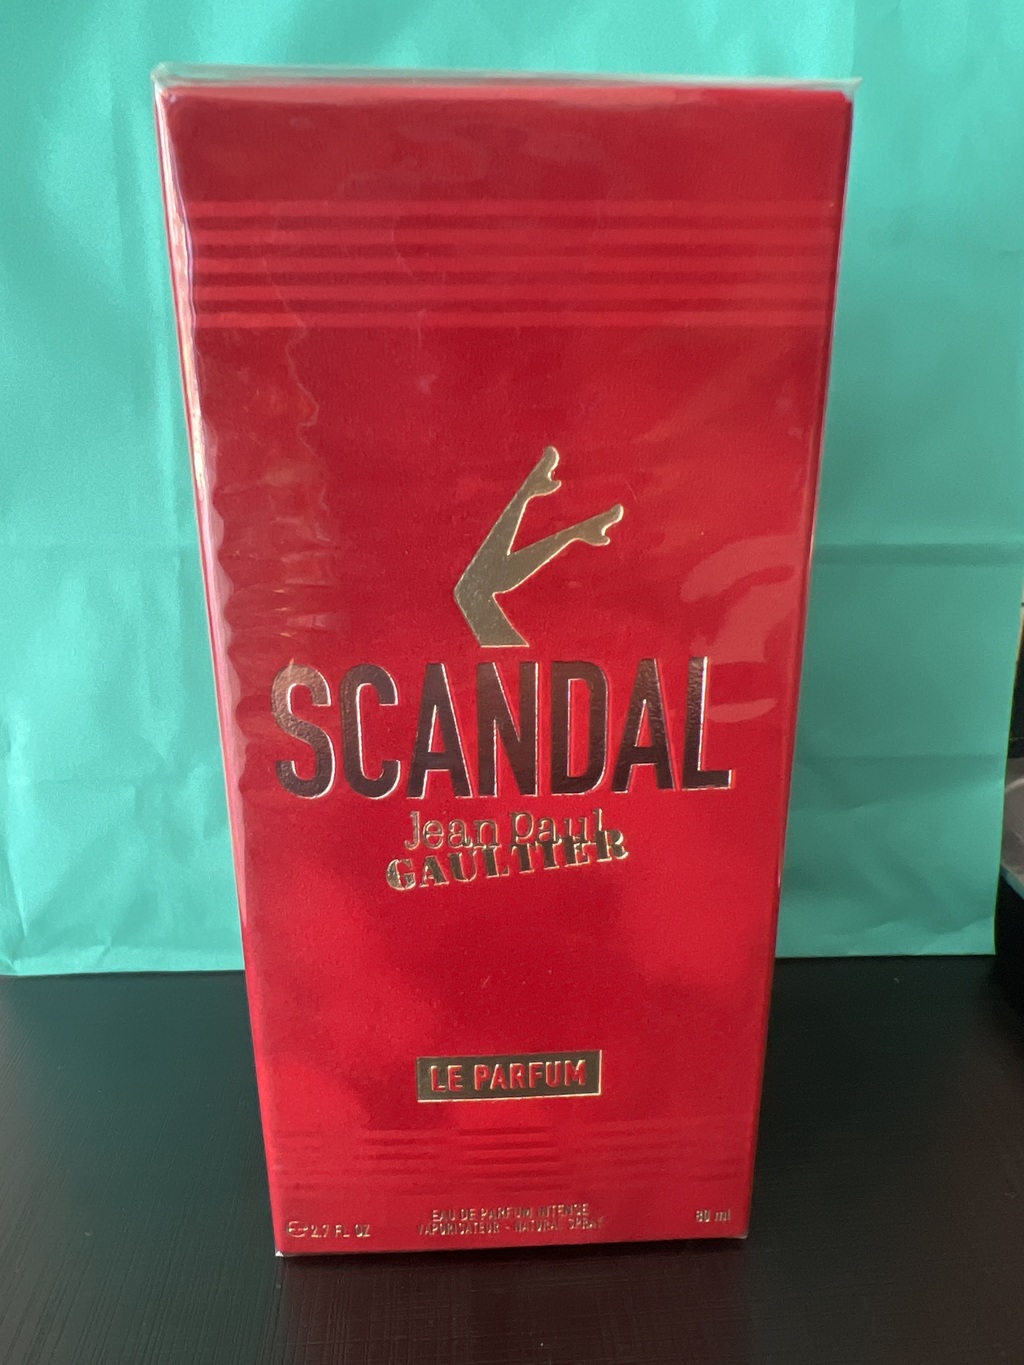 SCANDAL
Jean Paul
GAULTIER
LE PARFUM
EAU DE PARFUM INTENSE
℮ 2.7 FL. OZ VAPORISATEUR - NATURAL SPRAY 80 ml